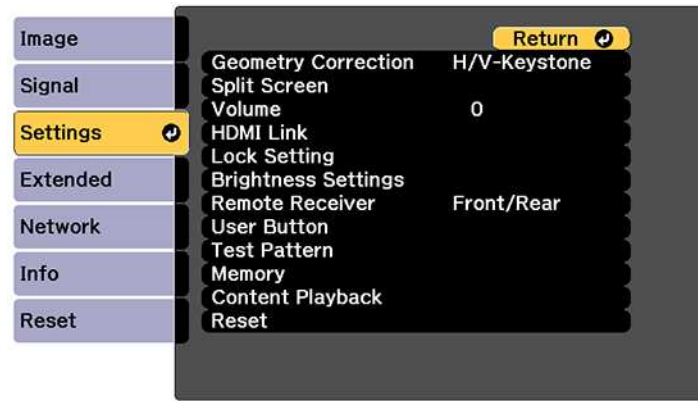 Image
Signal
Settings
Extended
Network
Info
Reset
Return
Geometry Correction H/V-Keystone
Split Screen
Volume 0
HDMI Link
Lock Setting
Brightness Settings
Remote Receiver Front/Rear
User Button
Test Pattern
Memory
Content Playback
Reset